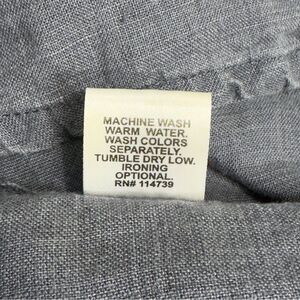 MACHINE WASH
WARM WATER.
WASH COLORS
SEPARATELY.
TUMBLE DRY LOW.
IRONING
OPTIONAL.
RN# 114739